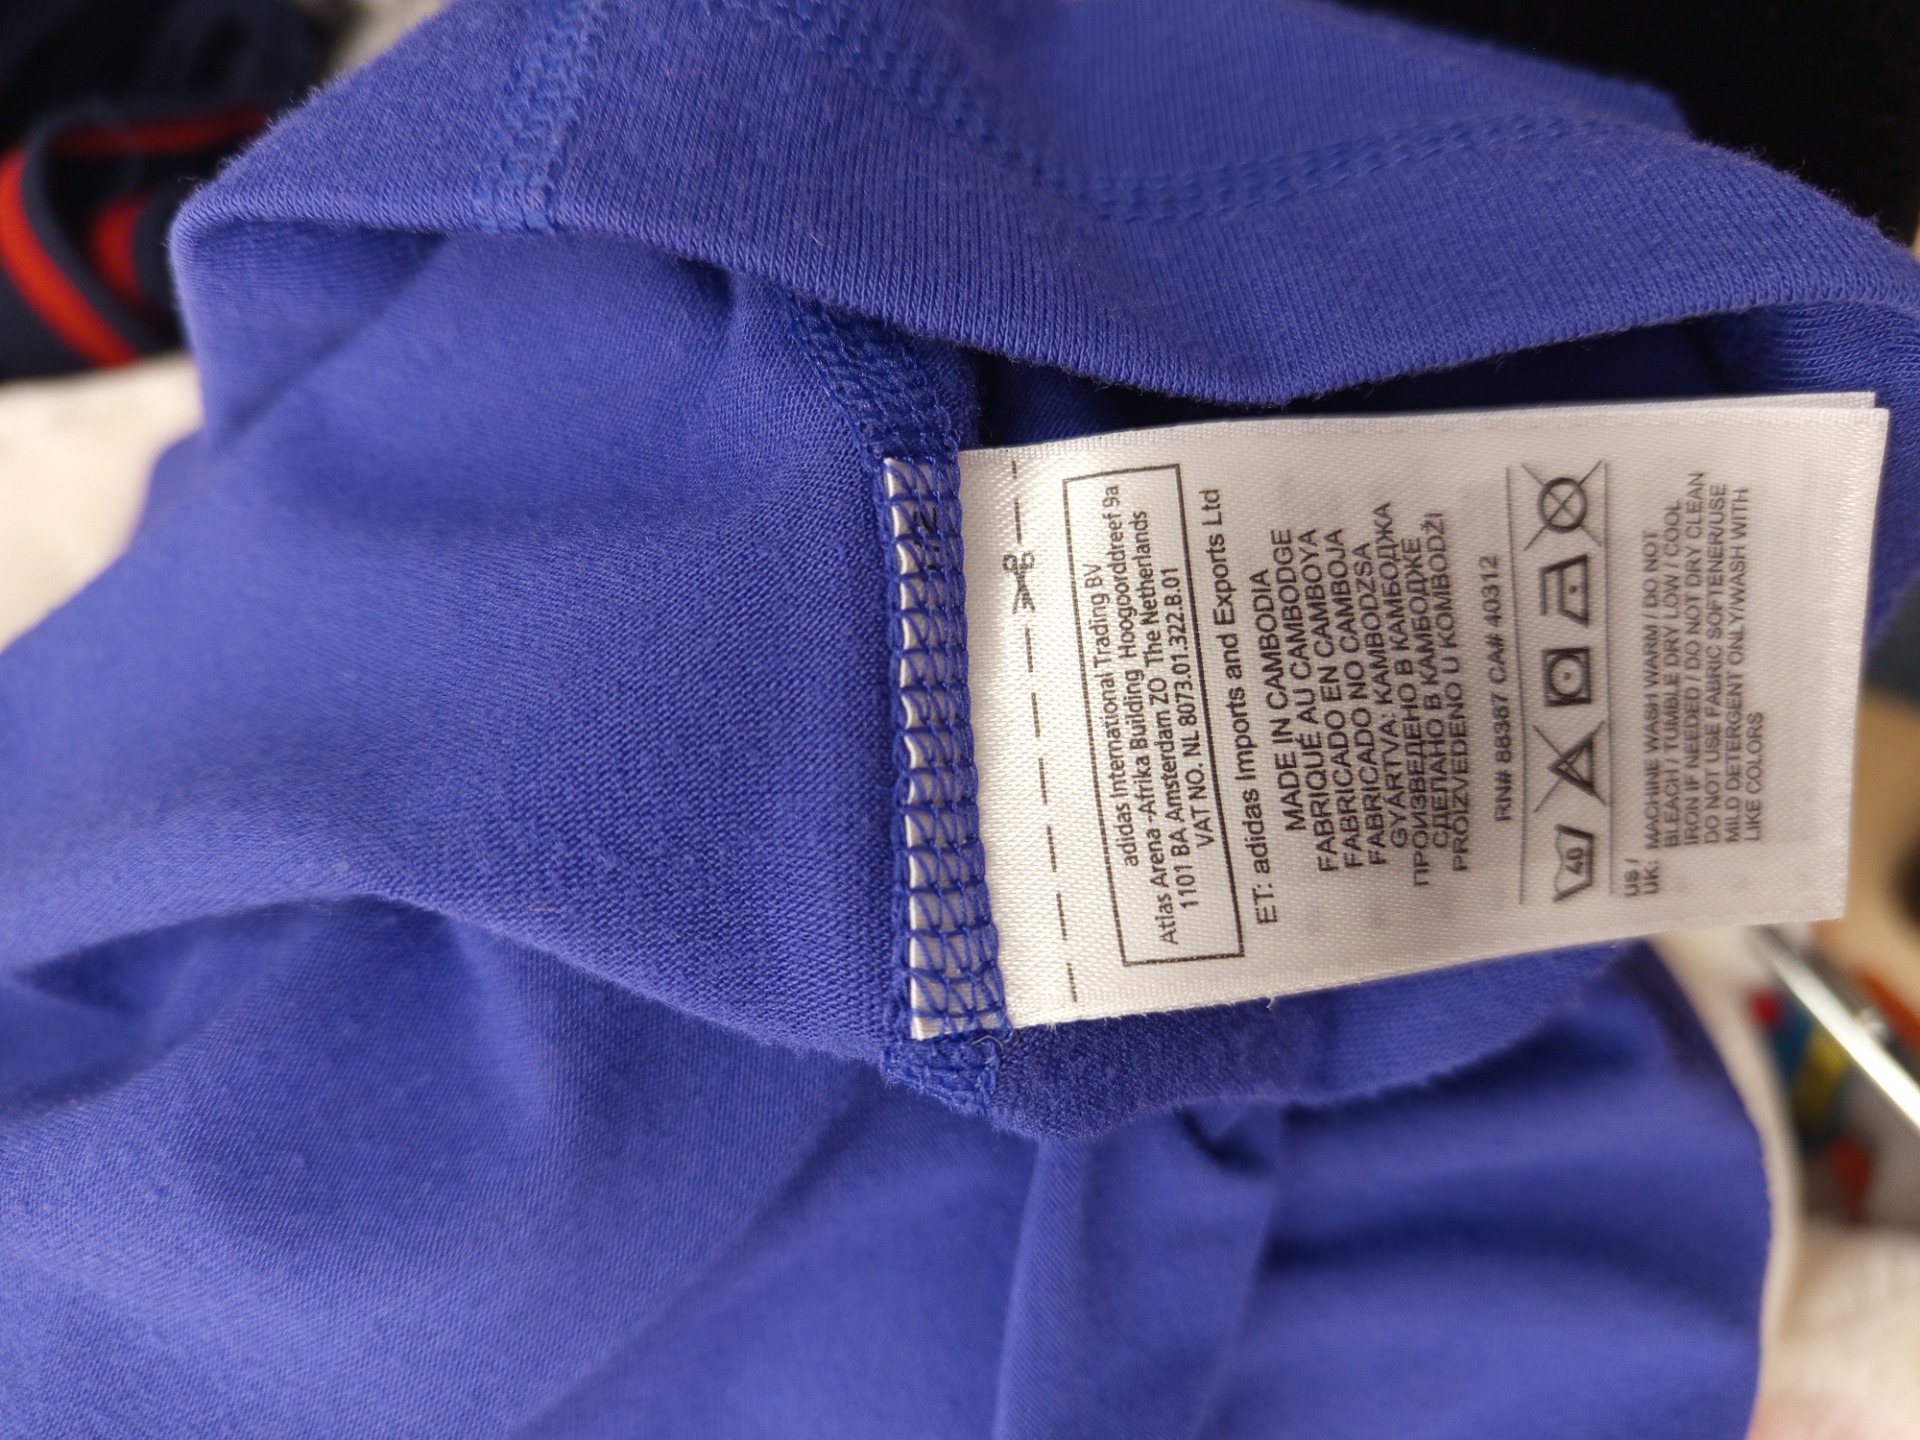 adidas International Trading BV
Atlas Arena -Afrika Building Hoogoorddreef 9a
1101 BA Amsterdam ZO The Netherlands
VAT NO. NL 8073.01.322.B.01
ET: adidas Imports and Exports Ltd
MADE IN CAMBODIA
FABRIQUÉ AU CAMBODGE
FABRICADO EN CAMBOYA
FABRICADO NO CAMBOJA
GYÁRTVA: KAMBODZSA
ПРОИЗВЕДЕНО В КАМБОДЖА
СДЕЛАНО В КАМБОДЖЕ
PROIZVEDENO U KOMBODŽI
RN# 88387 CA# 40312
40
US /
UK: MACHINE WASH WARM / DO NOT
BLEACH / TUMBLE DRY LOW / COOL
IRON IF NEEDED / DO NOT DRY CLEAN
DO NOT USE FABRIC SOFTENER/USE
MILD DETERGENT ONLY/WASH WITH
LIKE COLORS